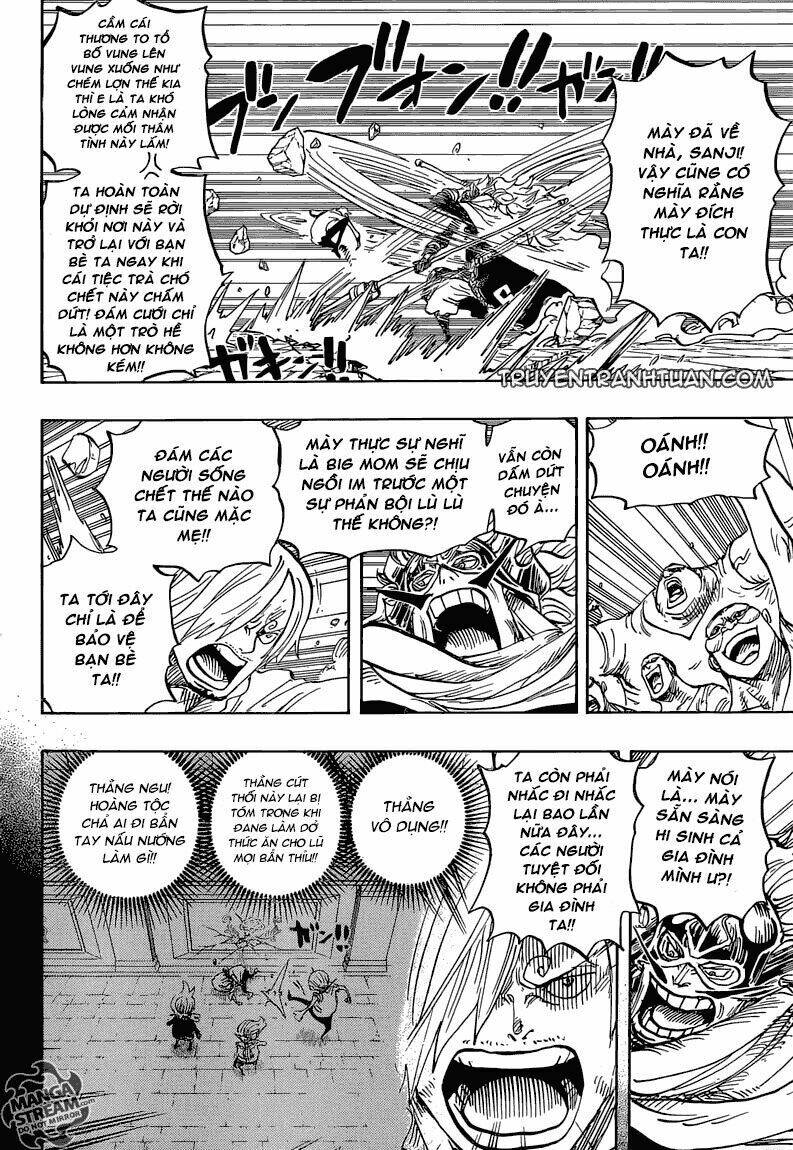 MÀY ĐÃ VỀ
NHÀ, SANJI!
VẬY CŨNG CÓ
NGHĨA RẰNG
MÀY ĐÍCH
THỰC LÀ CON
TA!!
CẦM CÁI
THƯƠNG TO TỒ
BỐ VUNG LÊN
VUNG XUỐNG NHƯ
CHÉM LỢN THẾ KIA
THÌ E LÀ TA KHÓ
LÒNG CẢM NHẬN
ĐƯỢC MỐI THÂM
TÌNH NÀY LẮM!
TA HOÀN TOÀN
DỰ ĐỊNH SẼ RỜI
KHỎI NƠI NÀY VÀ
TRỞ LẠI VỚI BẠN
BÈ TA NGAY KHI
CÁI TIỆC TRÀ CHÓ
CHẾT NÀY CHẤM
DỨT! ĐÁM CƯỚI CHỈ
LÀ MỘT TRÒ HỀ
KHÔNG HƠN KHÔNG
KÉM!!
ブオン!!
ブオン!!
ガギィン!!
TRUYENTRANHTUAN.COM
OÁNH!!
OÁNH!!
VẪN CÒN
DẤM DỨT
CHUYỆN
ĐÓ À...
MÀY THỰC SỰ NGHĨ
LÀ BIG MOM SẼ CHỊU
NGỒI IM TRƯỚC MỘT
SỰ PHẢN BỘI LÙ LÙ
THẾ KHÔNG?!
ĐÁM CÁC
NGƯỜI SỐNG
CHẾT THẾ NÀO
TA CŨNG MẶC
MẸ!!
TA TỚI ĐÂY
CHỈ LÀ ĐỂ
BẢO VỆ
BẠN BÈ
TA!!
MÀY NÓI
LÀ... MÀY
SẴN SÀNG
HI SINH CẢ
GIA ĐÌNH
MÌNH Ư?!
TA CÒN PHẢI
NHẮC ĐI NHẮC
LẠI BAO LẦN
NỮA ĐÂY...
CÁC NGƯỜI
TUYỆT ĐỐI
KHÔNG PHẢI
GIA ĐÌNH
TA!!
THẰNG
VÔ DỤNG!!
THẰNG CỨT
THỐI NÀY LẠI BỊ
TÓM TRONG KHI
ĐANG LÀM DỞ
THỨC ĂN CHO LŨ
MỌI BẨN THỈU!!
THẰNG NGU!
HOÀNG TỘC
CHẢ AI ĐI BẨN
TAY NẤU NƯỚNG
LÀM GÌ!!
MANGA
STREAM.COM
DO NOT MIRROR